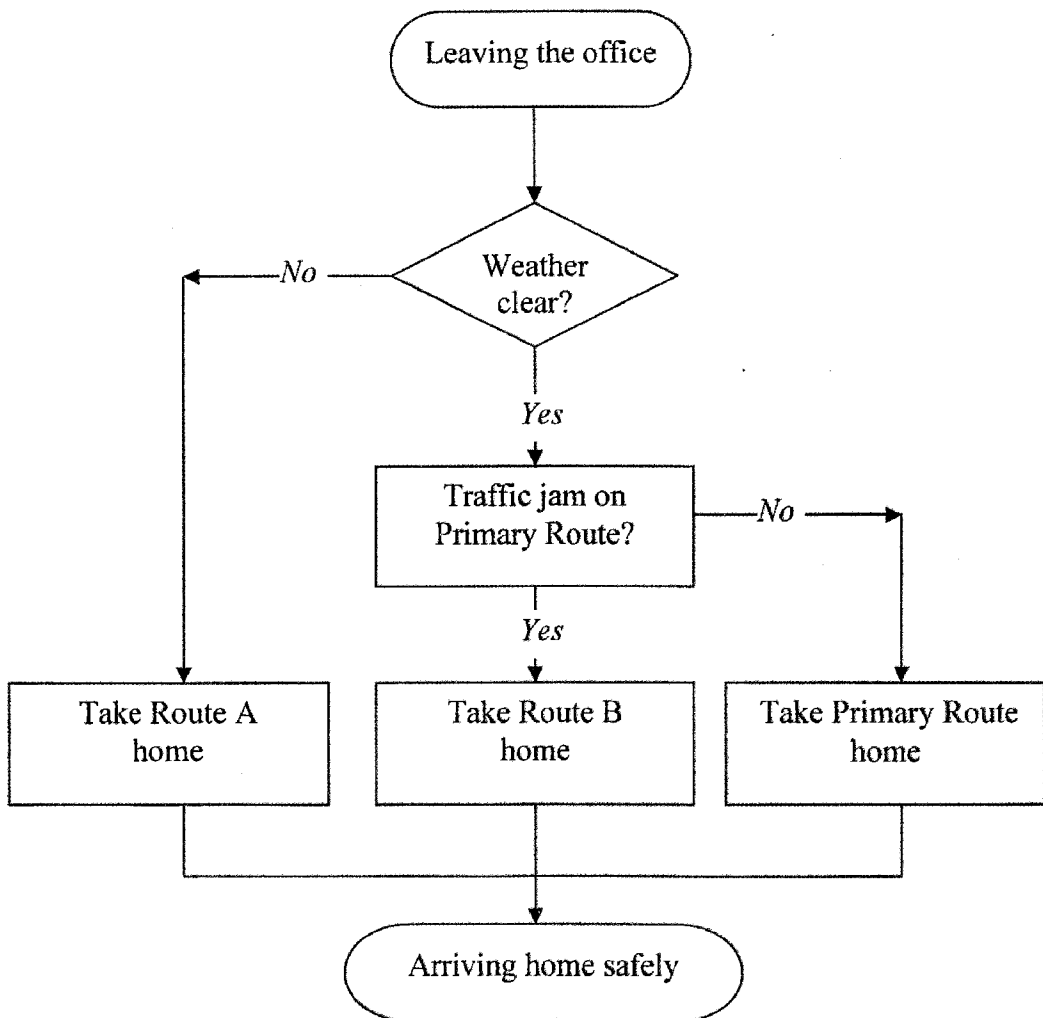 Leaving the office
Weather
clear?
No
Yes
Traffic jam on
Primary Route?
No
Yes
Take Route A
home
Take Route B
home
Take Primary Route
home
Arriving home safely